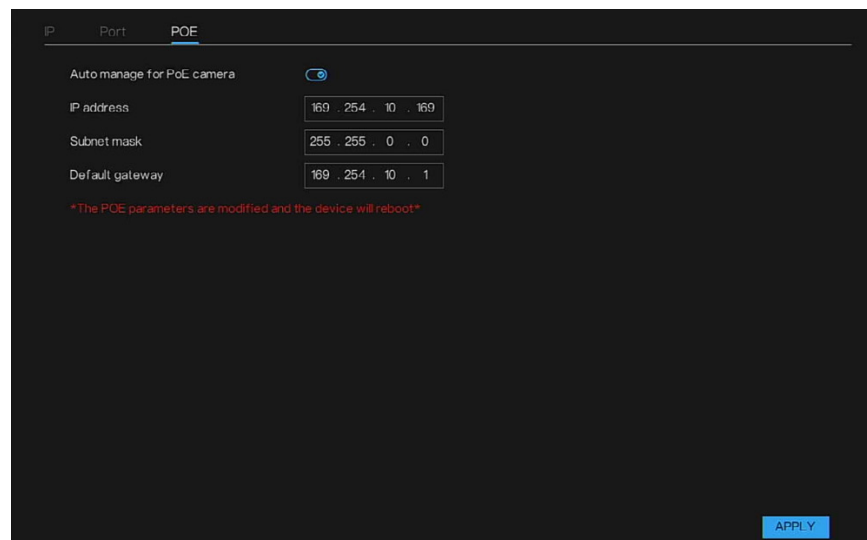 IP Port POE
Auto manage for PoE camera
IP address 169 . 254 . 10 . 169
Subnet mask 255 . 255 . 0 . 0
Default gateway 169 . 254 . 10 . 1
*The POE parameters are modified and the device will reboot*
APPLY